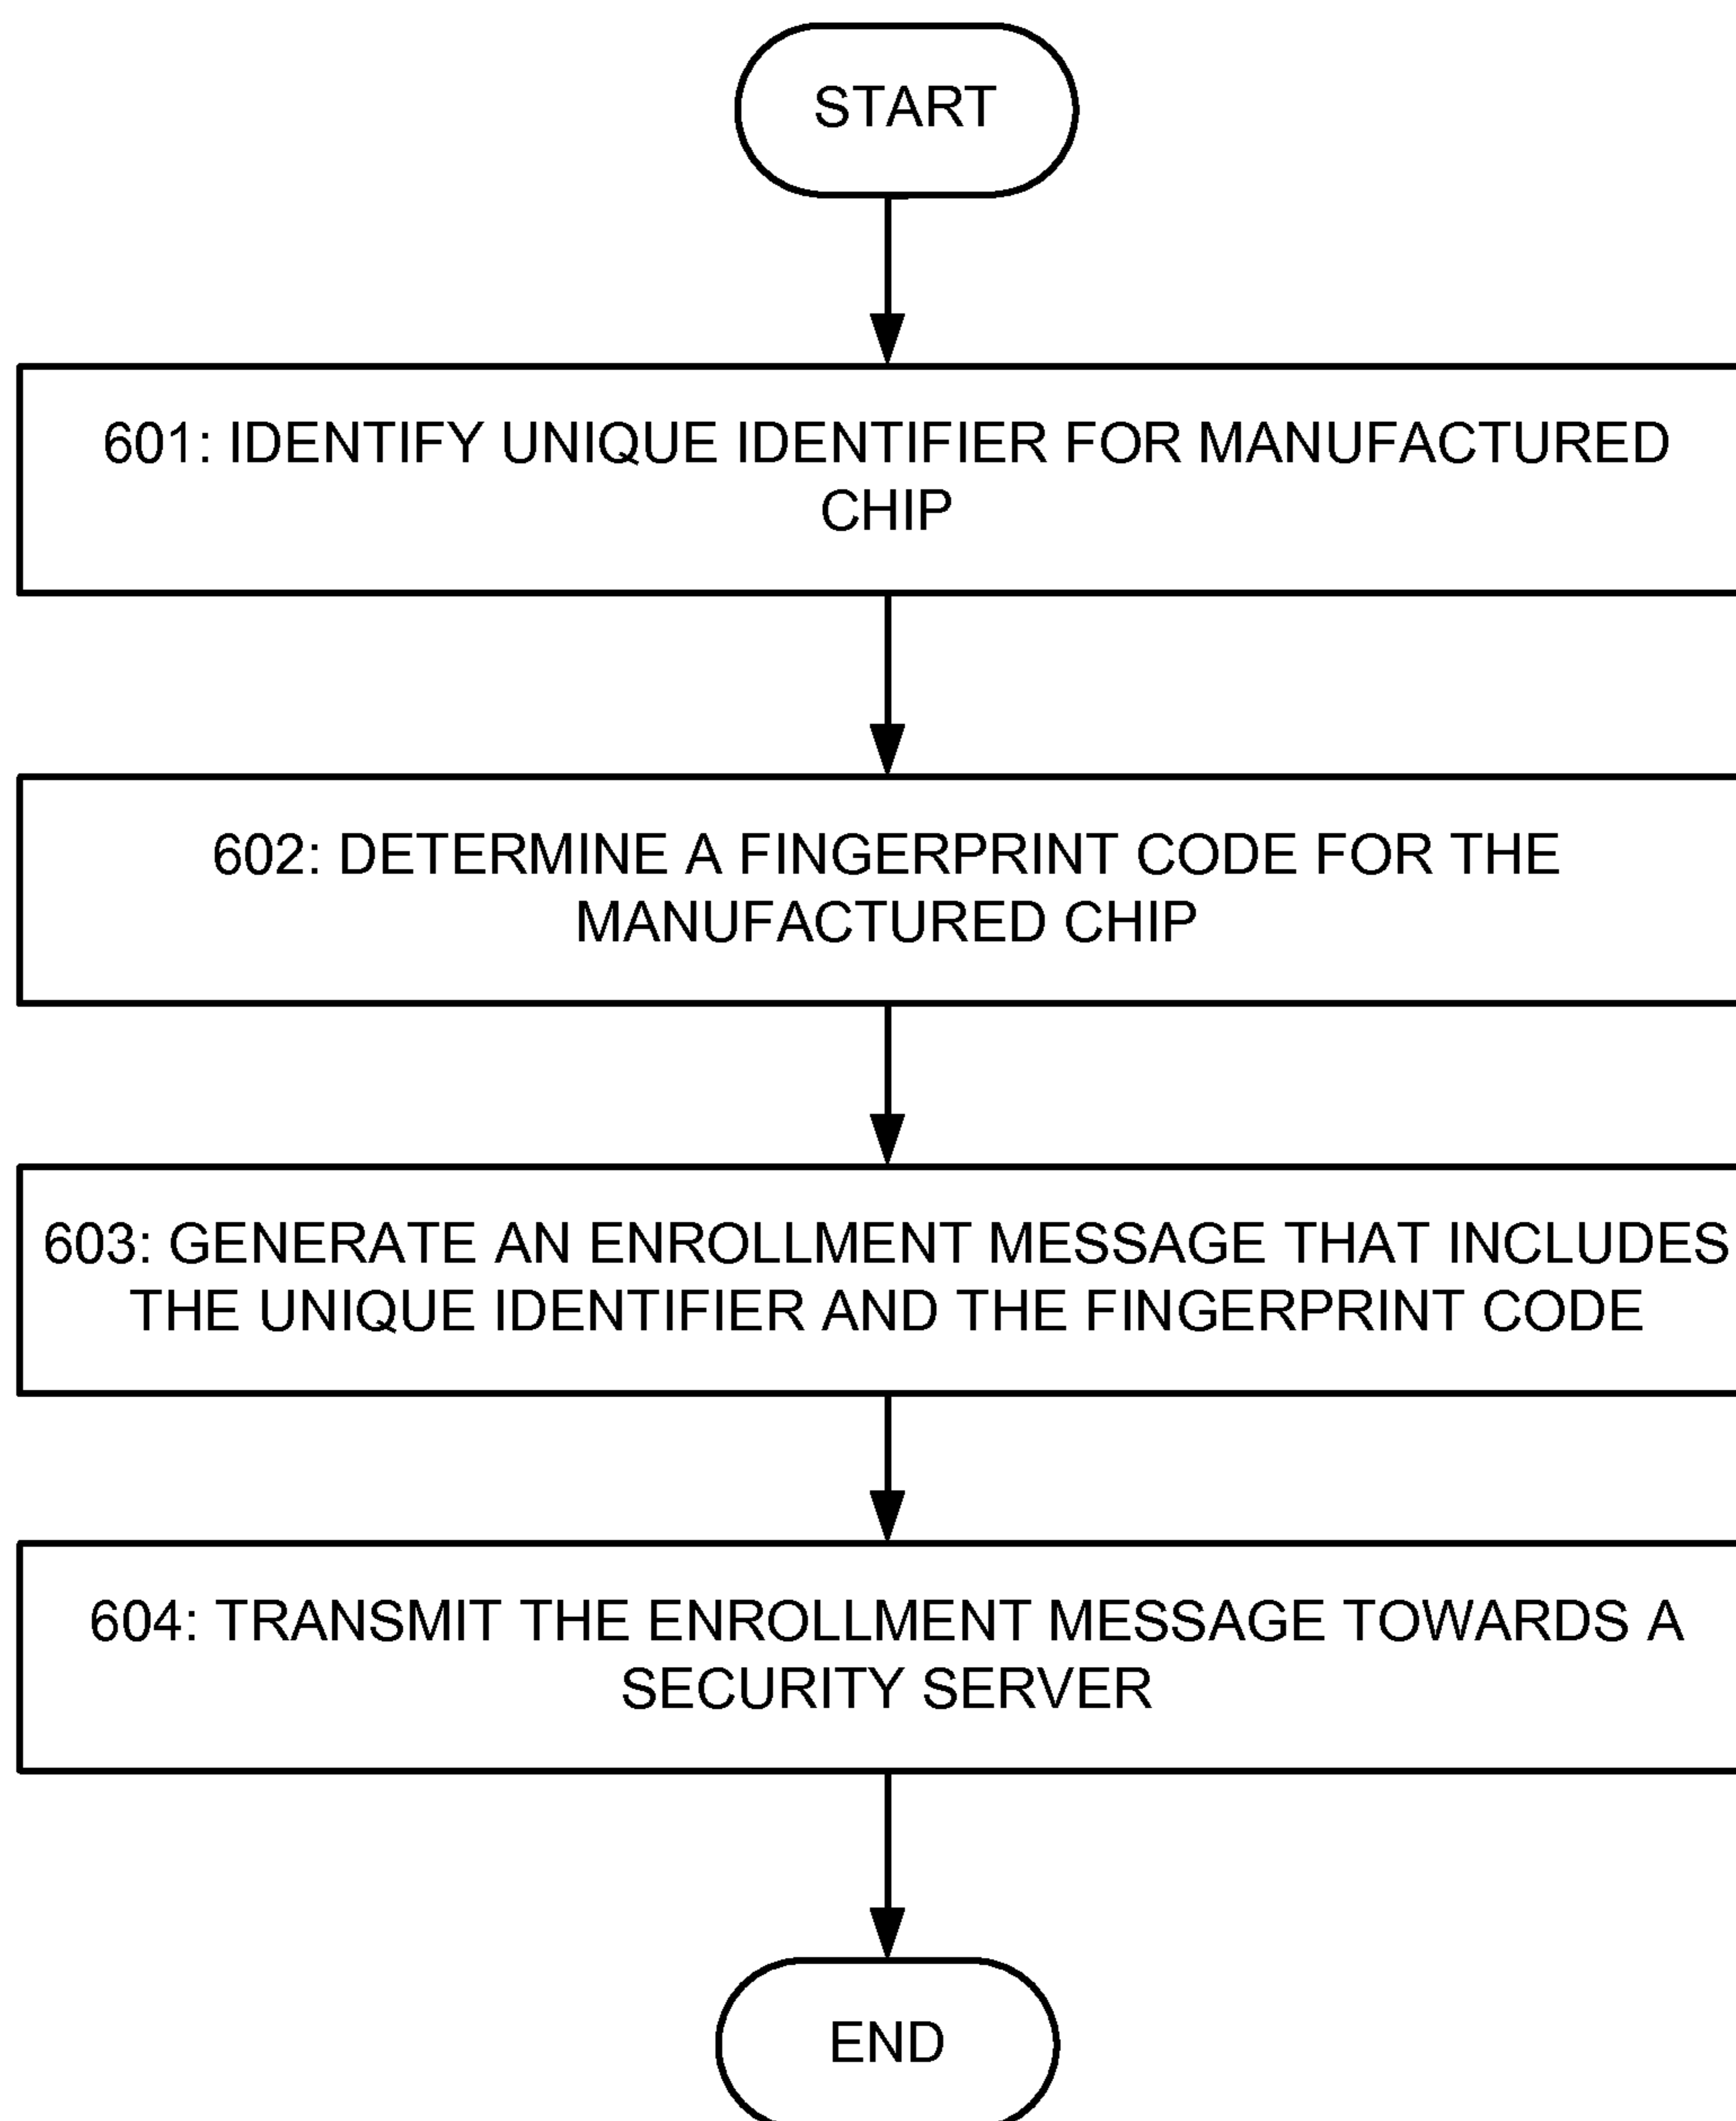 START
601: IDENTIFY UNIQUE IDENTIFIER FOR MANUFACTURED
CHIP
602: DETERMINE A FINGERPRINT CODE FOR THE
MANUFACTURED CHIP
603: GENERATE AN ENROLLMENT MESSAGE THAT INCLUDES
THE UNIQUE IDENTIFIER AND THE FINGERPRINT CODE
604: TRANSMIT THE ENROLLMENT MESSAGE TOWARDS A
SECURITY SERVER
END